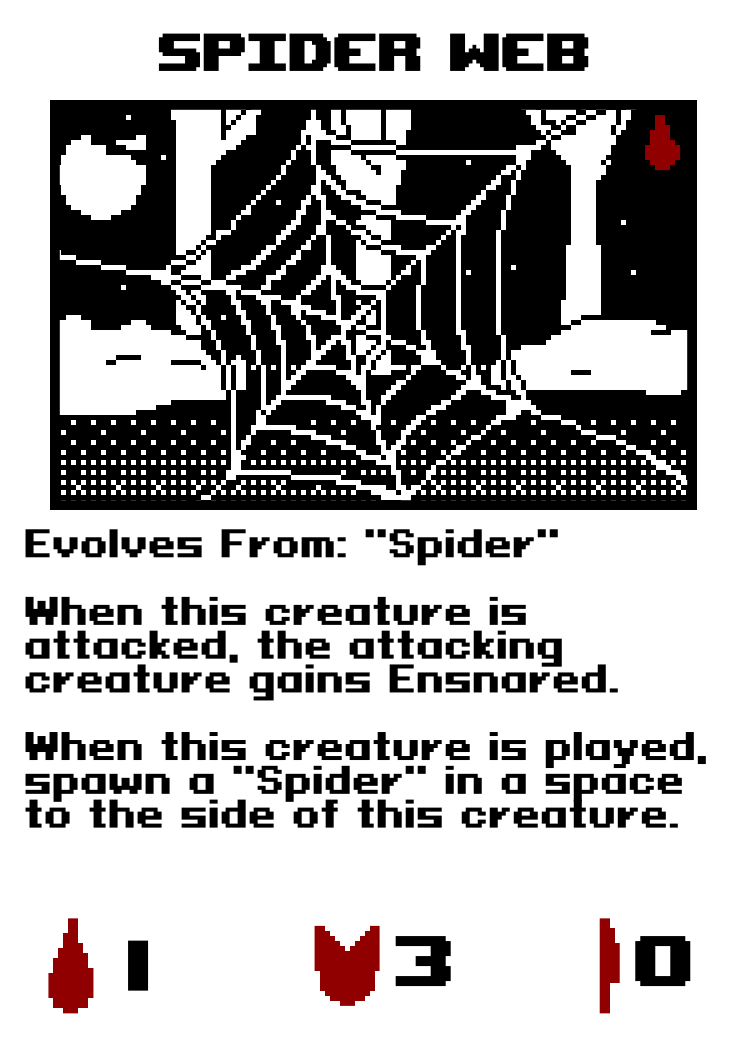 SPIDER WEB
Evolves From: "Spider"
When this creature is
attacked, the attacking
creature gains Ensnared.
When this creature is played,
spawn a "Spider" in a space
to the side of this creature.
1 3 0